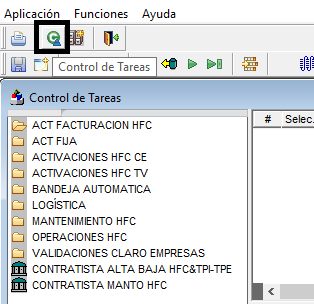 Aplicación Funciones Ayuda
Control de Tareas
Control de Tareas
# Selec.
ACT FACTURACION HFC
ACT FIJA
ACTIVACIONES HFC CE
ACTIVACIONES HFC TV
BANDEJA AUTOMATICA
LOGÍSTICA
MANTENIMIENTO HFC
OPERACIONES HFC
VALIDACIONES CLARO EMPRESAS
CONTRATISTA ALTA BAJA HFC&TPI-TPE
CONTRATISTA MANTO HFC